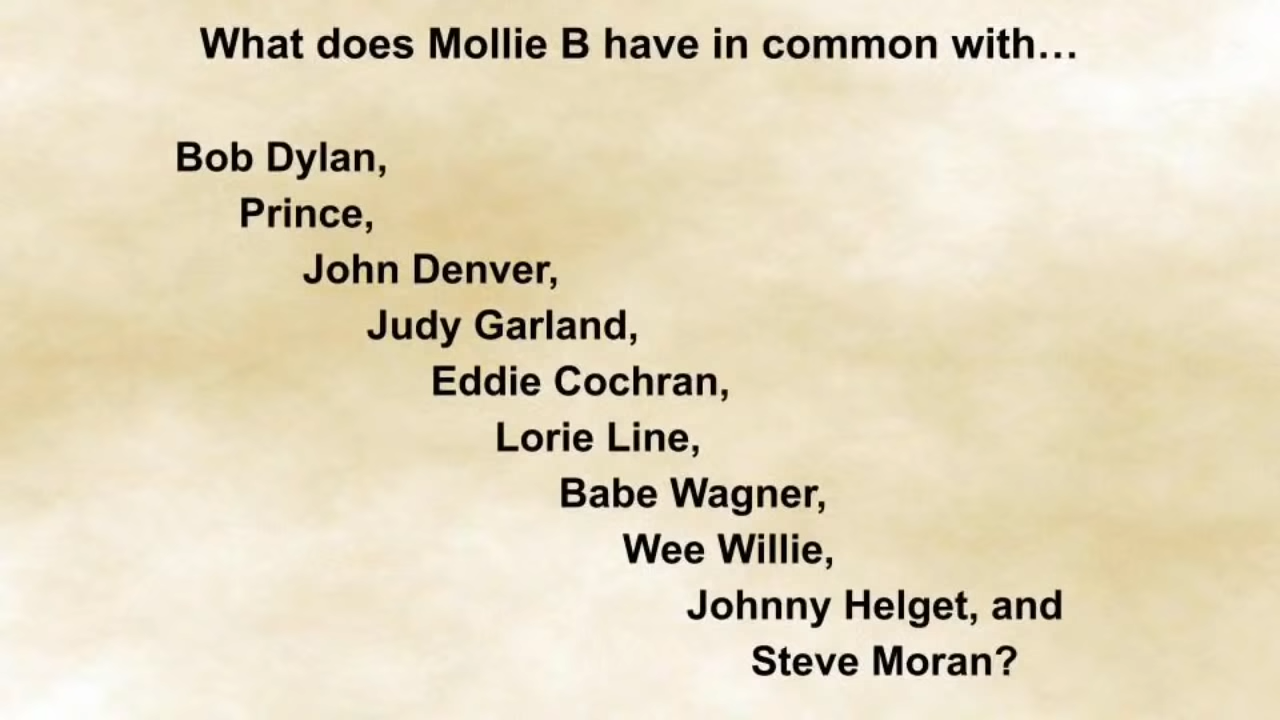 What does Mollie B have in common with…
Bob Dylan,
Prince,
John Denver,
Judy Garland,
Eddie Cochran,
Lorie Line,
Babe Wagner,
Wee Willie,
Johnny Helget, and
Steve Moran?